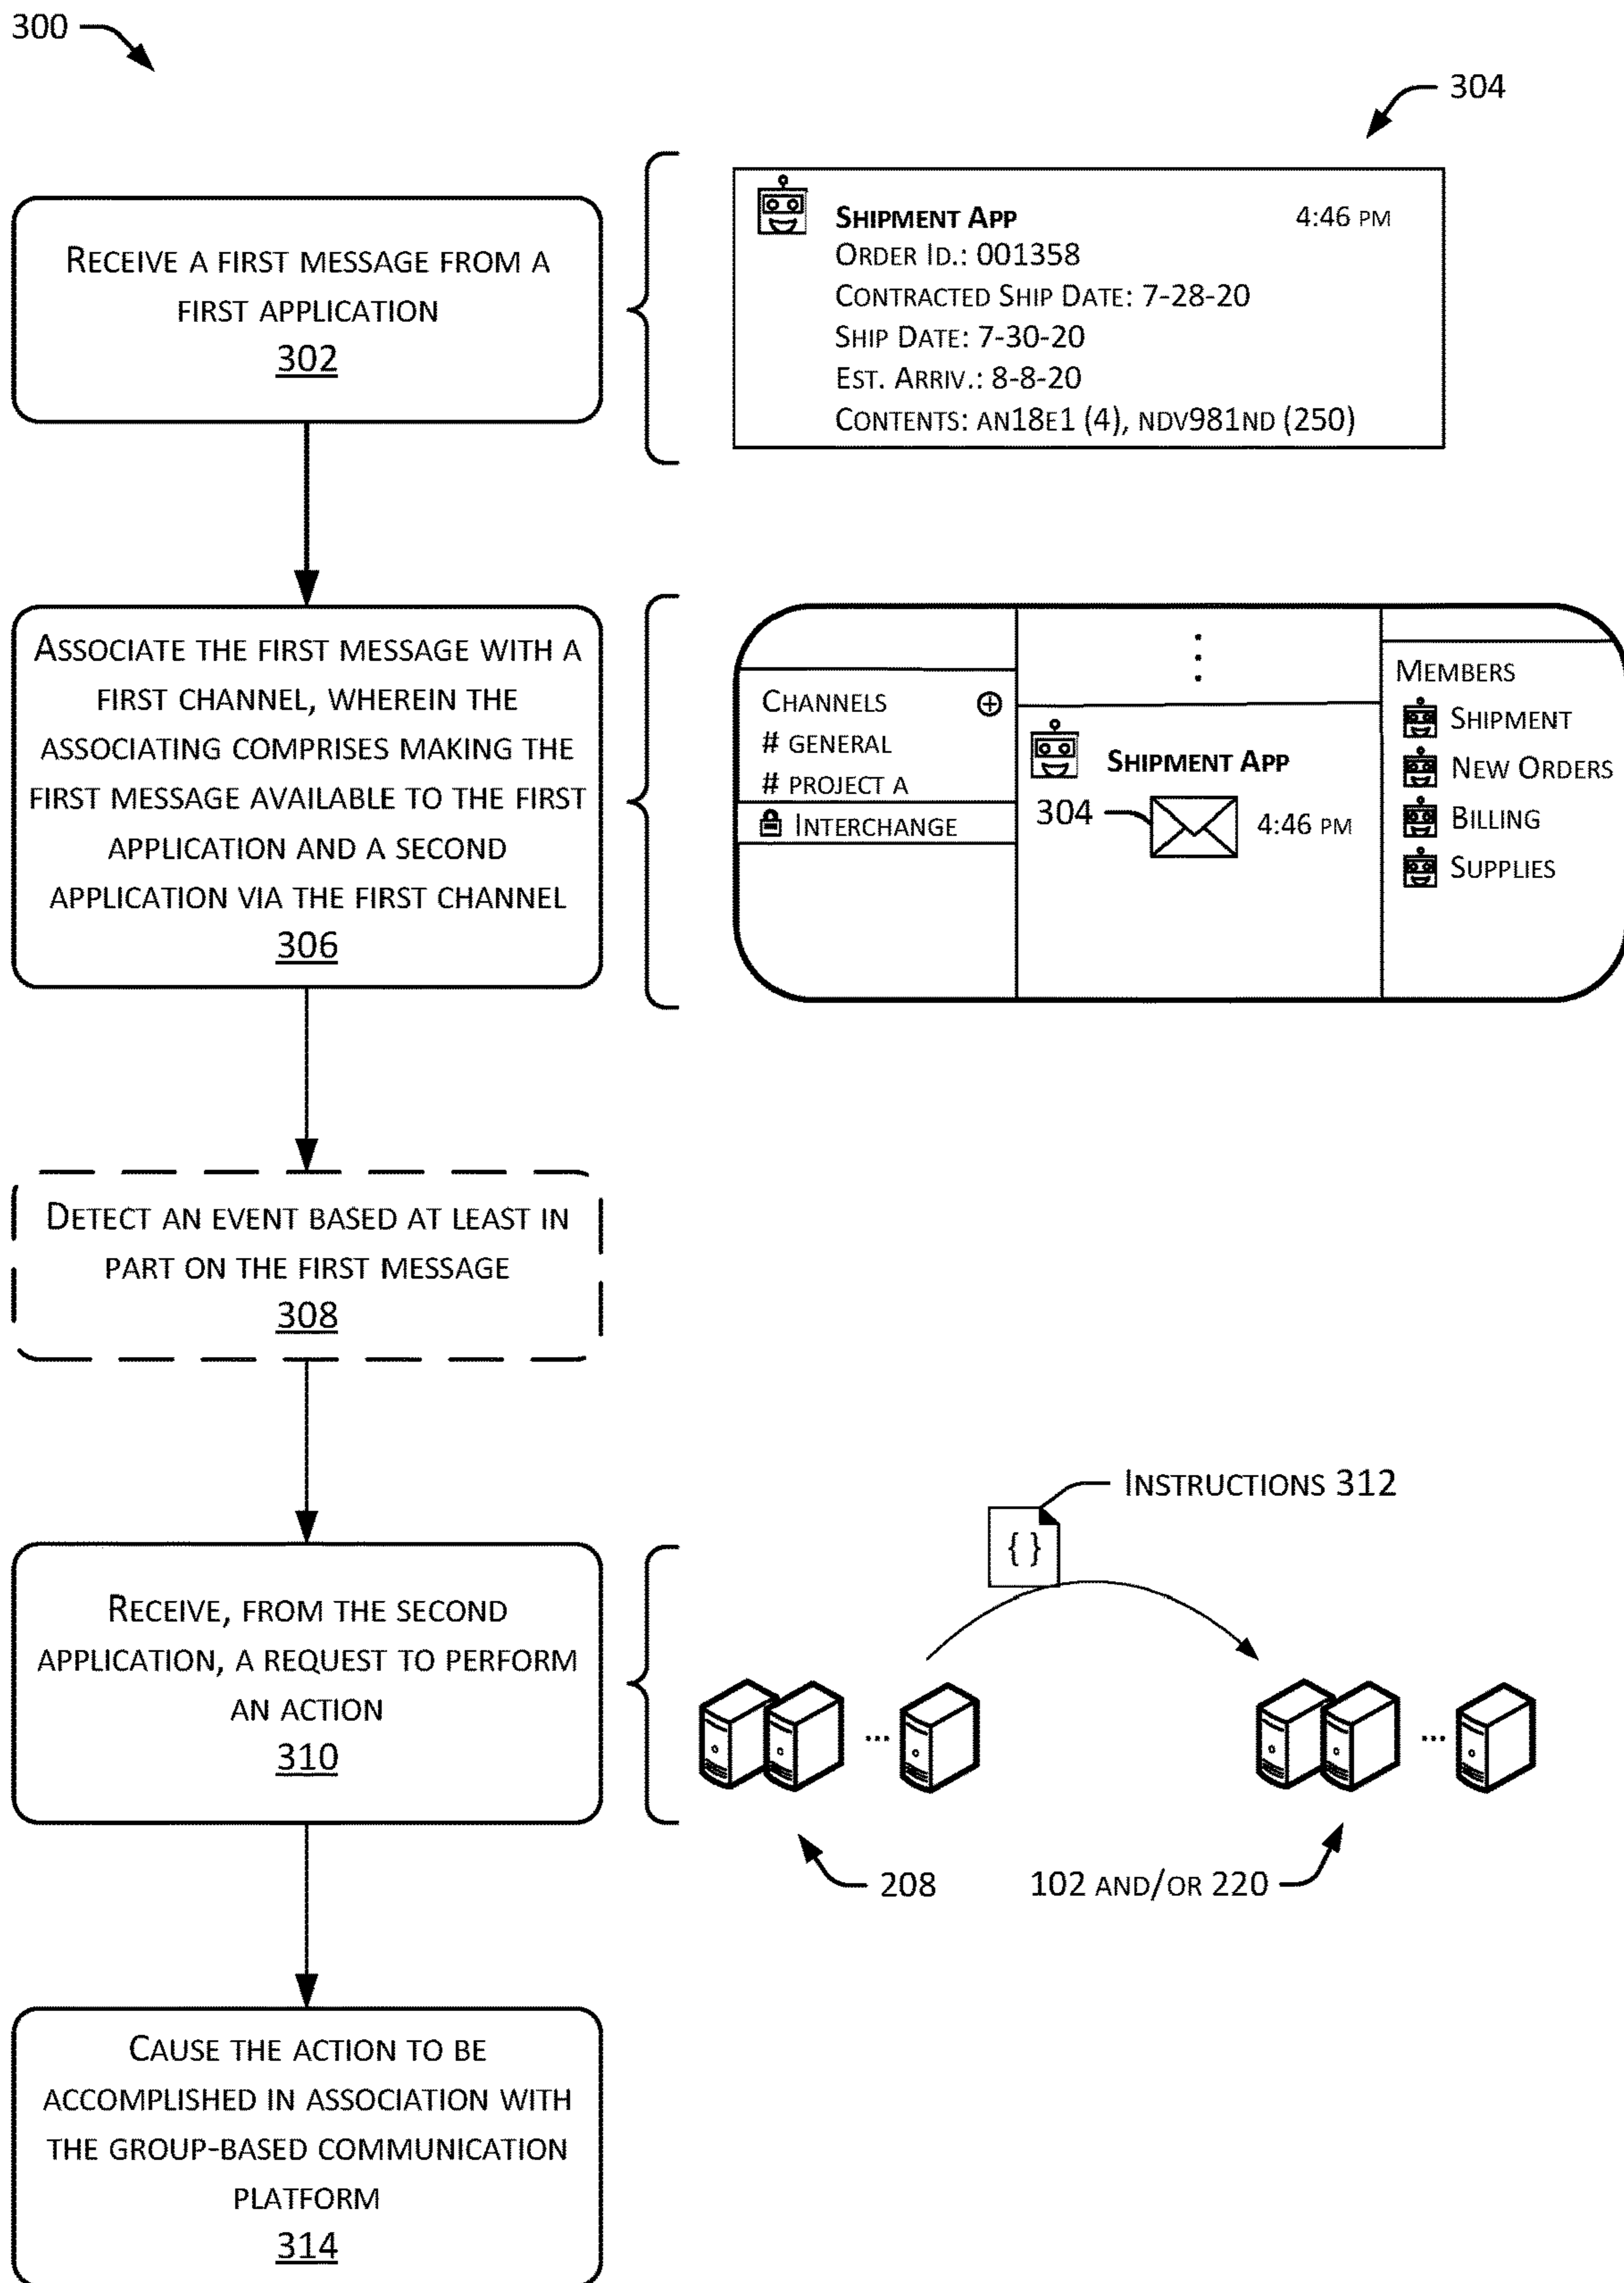 300
304
RECEIVE A FIRST MESSAGE FROM A
FIRST APPLICATION
302
SHIPMENT APP 4:46 PM
ORDER ID.: 001358
CONTRACTED SHIP DATE: 7-28-20
SHIP DATE: 7-30-20
EST. ARRIV.: 8-8-20
CONTENTS: AN18E1 (4), NDV981ND (250)
ASSOCIATE THE FIRST MESSAGE WITH A
FIRST CHANNEL, WHEREIN THE
ASSOCIATING COMPRISES MAKING THE
FIRST MESSAGE AVAILABLE TO THE FIRST
APPLICATION AND A SECOND
APPLICATION VIA THE FIRST CHANNEL
306
CHANNELS
# GENERAL
# PROJECT A
INTERCHANGE
SHIPMENT APP
304
4:46 PM
MEMBERS
SHIPMENT
NEW ORDERS
BILLING
SUPPLIES
DETECT AN EVENT BASED AT LEAST IN
PART ON THE FIRST MESSAGE
308
RECEIVE, FROM THE SECOND
APPLICATION, A REQUEST TO PERFORM
AN ACTION
310
INSTRUCTIONS 312
{ }
...
...
208
102 AND/OR 220
CAUSE THE ACTION TO BE
ACCOMPLISHED IN ASSOCIATION WITH
THE GROUP-BASED COMMUNICATION
PLATFORM
314